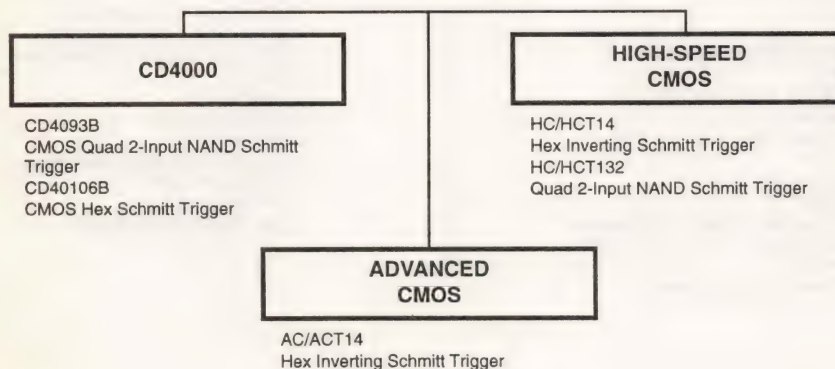 CD4000
CD4093B
CMOS Quad 2-Input NAND Schmitt
Trigger
CD40106B
CMOS Hex Schmitt Trigger
HIGH-SPEED
CMOS
HC/HCT14
Hex Inverting Schmitt Trigger
HC/HCT132
Quad 2-Input NAND Schmitt Trigger
ADVANCED
CMOS
AC/ACT14
Hex Inverting Schmitt Trigger